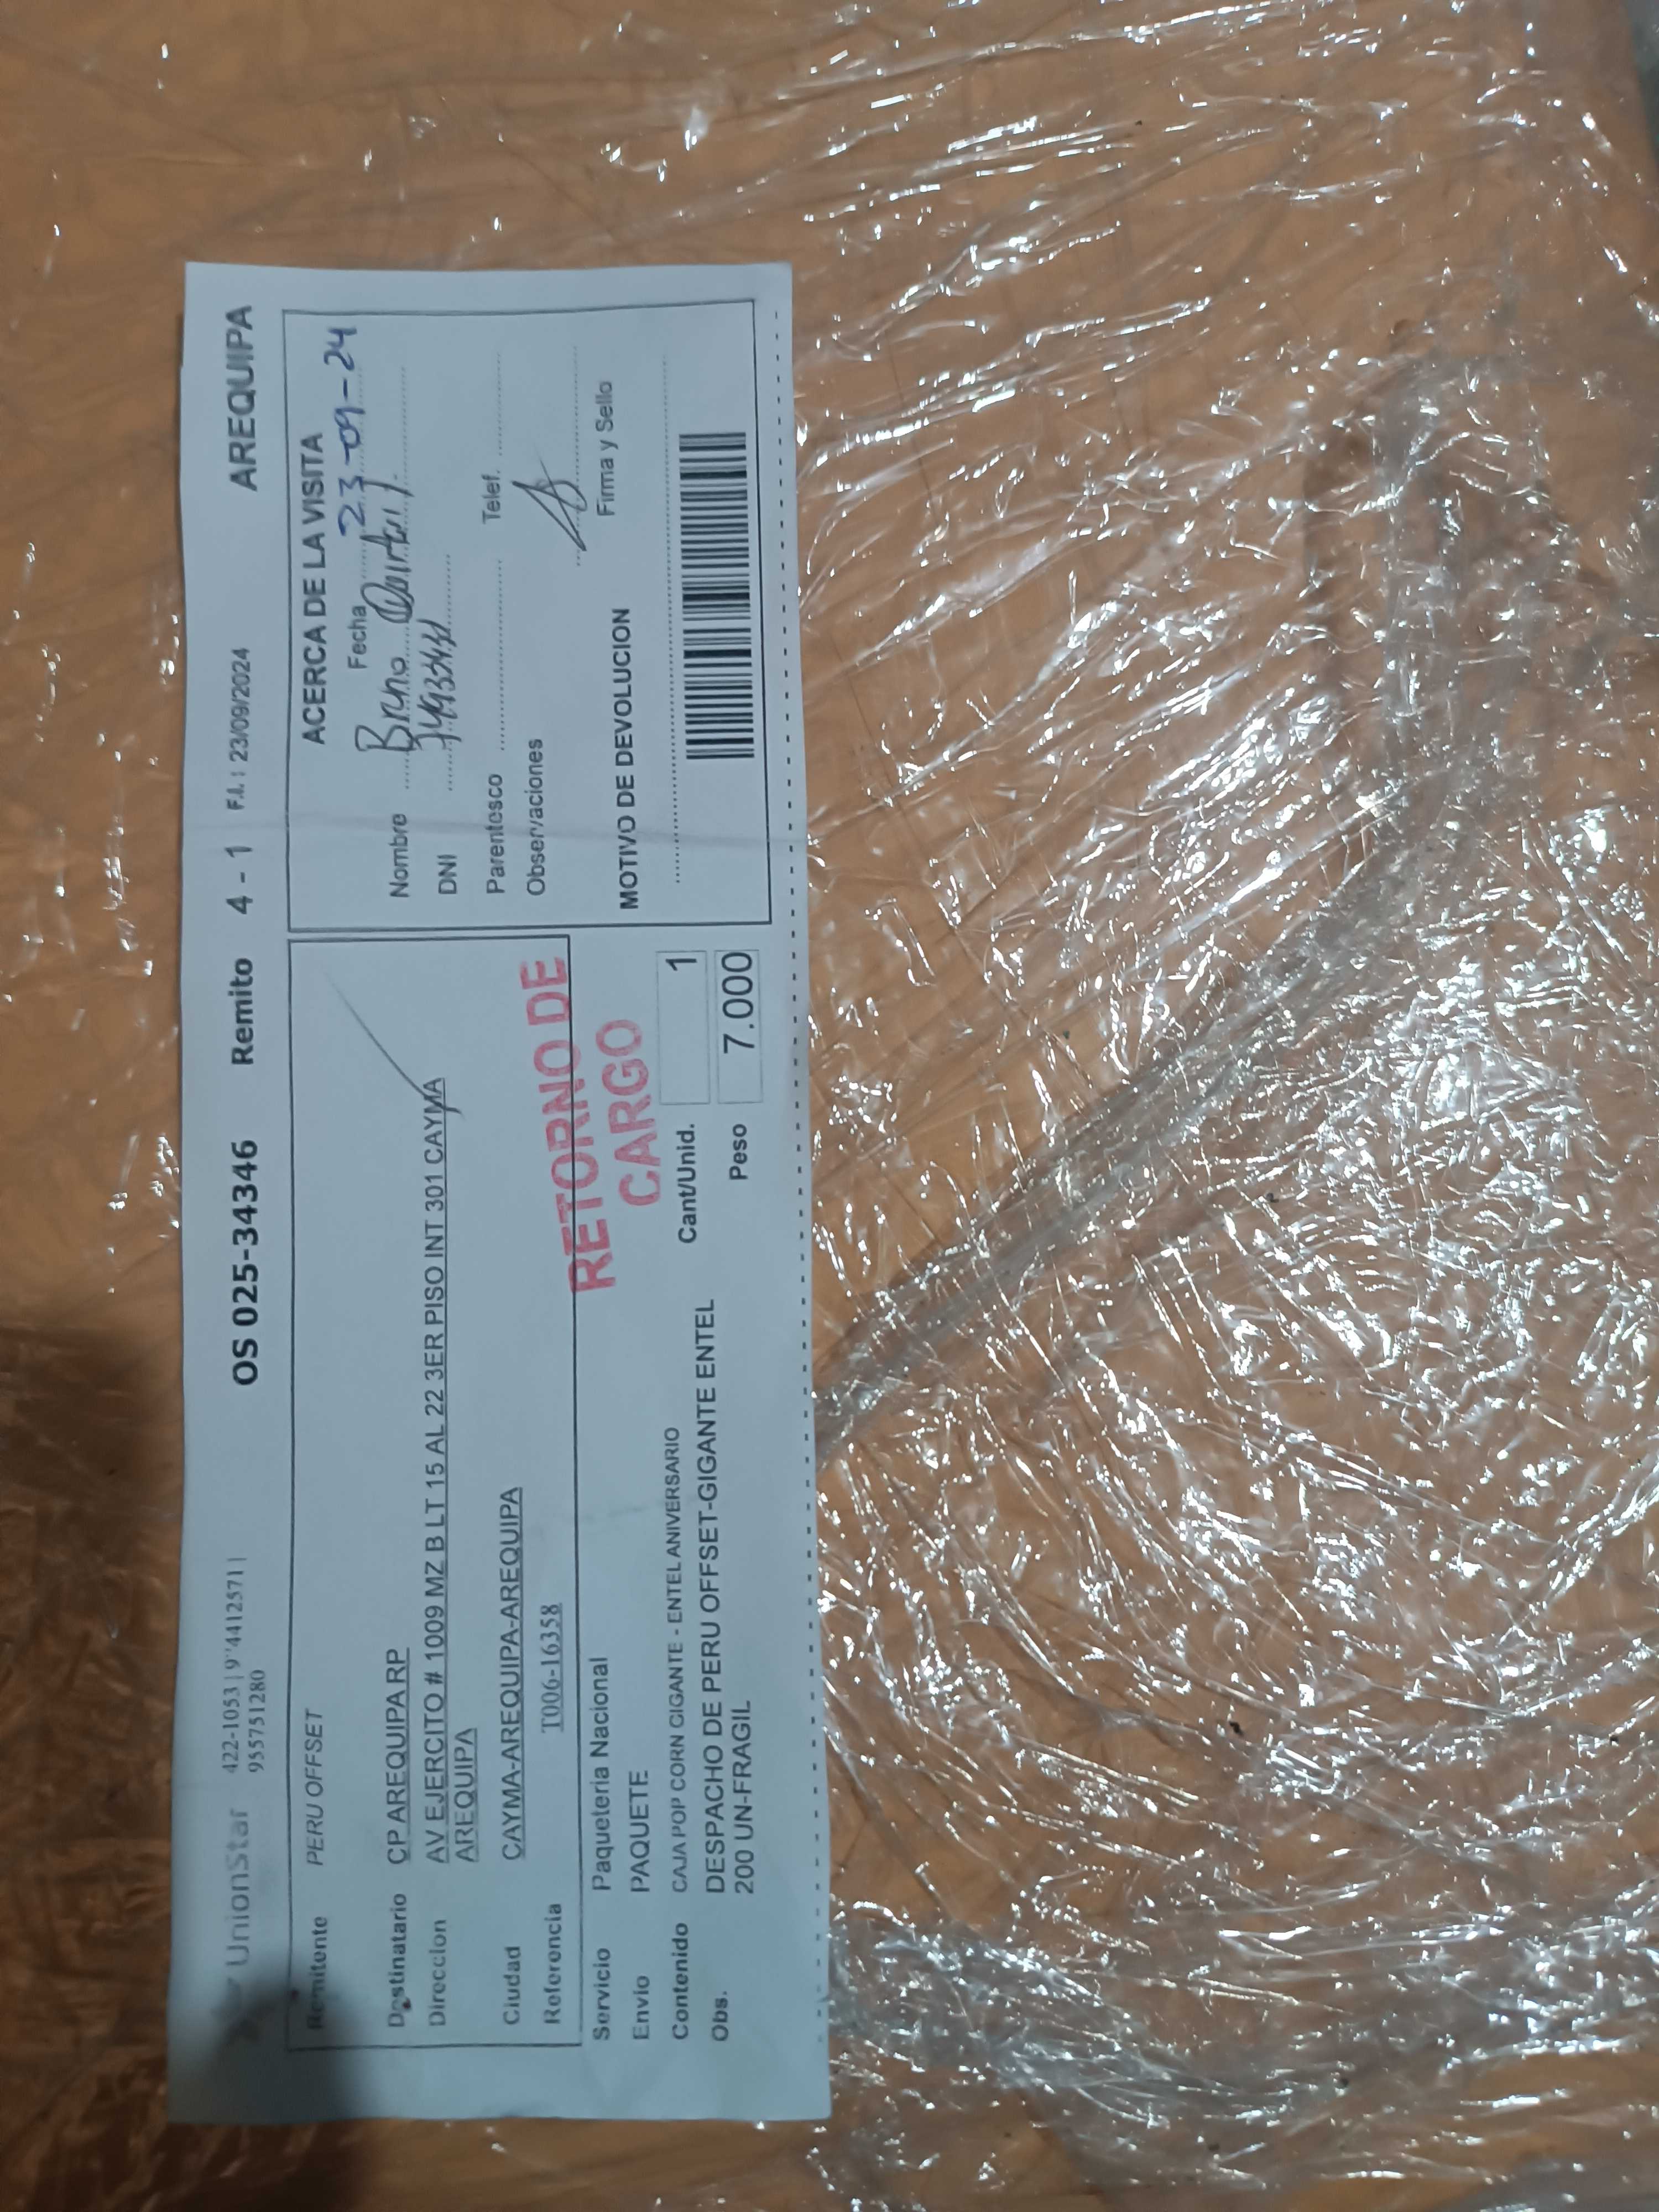 UnionStar 422-1053 | 9 44125711 OS 025-34346 Remito 4 - 1 F.I. : 23/09/2024 AREQUIPA
955751280
Remitente PERU OFFSET
Destinatario CP AREQUIPA RP
Direccion AV EJERCITO # 1009 MZ B LT 15 AL 22 3ER PISO INT 301 CAYMA
AREQUIPA
Ciudad CAYMA-AREQUIPA-AREQUIPA
Referencia T006-16358
RETORNO DE
CARGO
Servicio Paqueteria Nacional
Envio PAQUETE
Contenido CAJA POP CORN GIGANTE - ENTEL ANIVERSARIO Cant/Unid. 1
Obs. DESPACHO DE PERU OFFSET-GIGANTE ENTEL
200 UN-FRAGIL Peso 7.000
ACERCA DE LA VISITA
Fecha 23-09-24
Nombre Bruno
DNI
Parentesco Telef.
Observaciones
Firma y Sello
MOTIVO DE DEVOLUCION